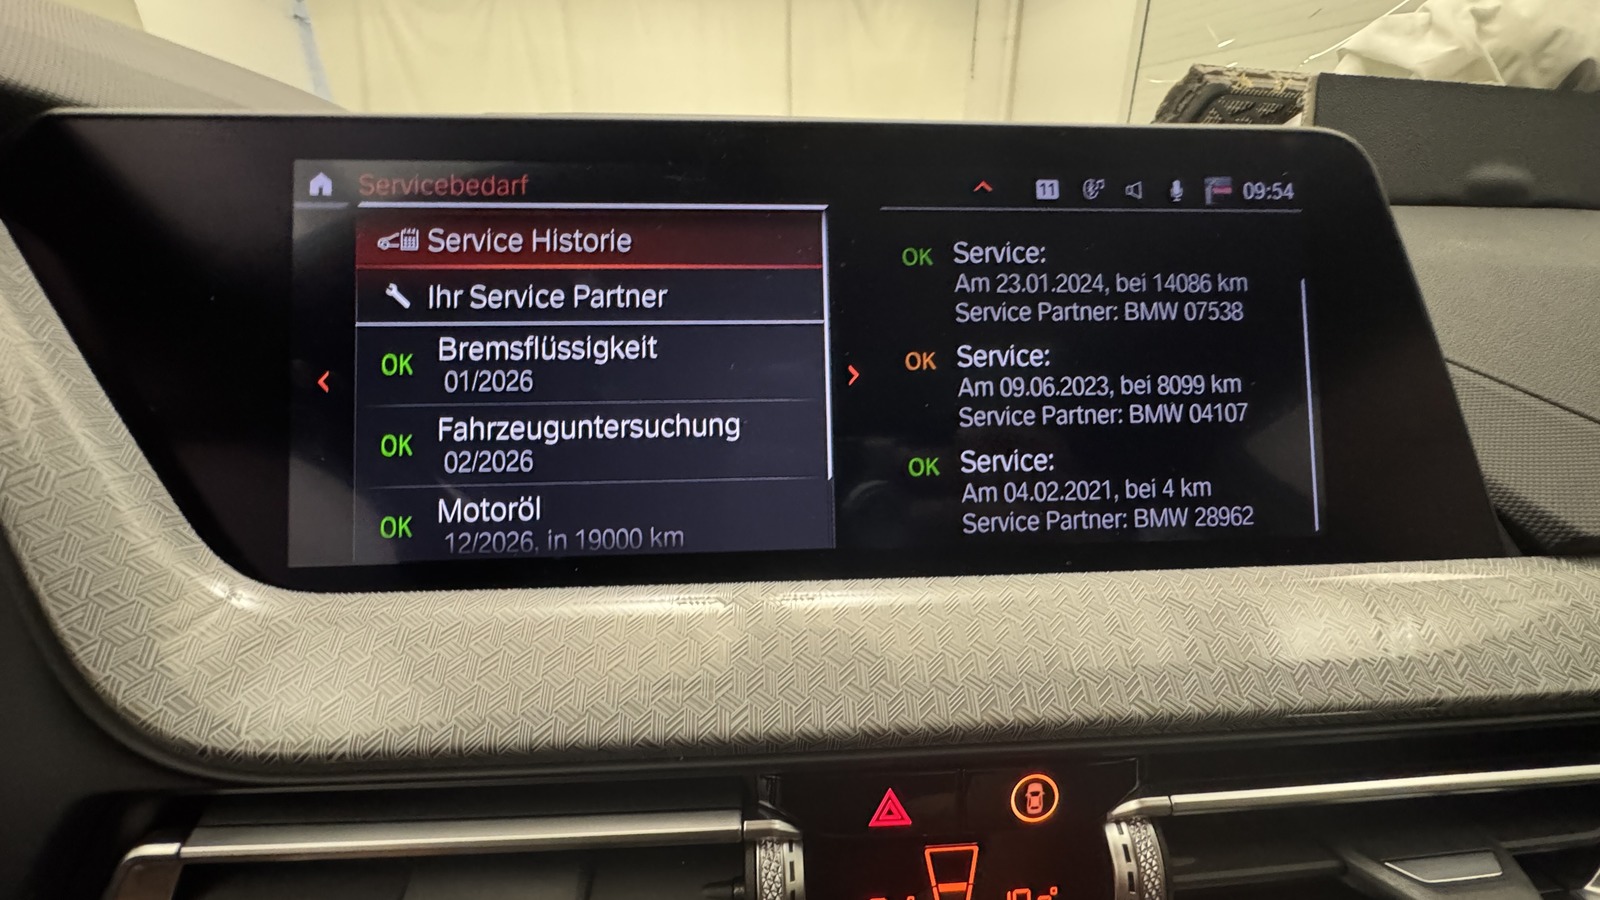 Servicebedarf
11
09:54
Service Historie
Ihr Service Partner
OK Bremsflüssigkeit
01/2026
OK Fahrzeuguntersuchung
02/2026
OK Motoröl
12/2026, in 19000 km
OK Service:
Am 23.01.2024, bei 14086 km
Service Partner: BMW 07538
OK Service:
Am 09.06.2023, bei 8099 km
Service Partner: BMW 04107
OK Service:
Am 04.02.2021, bei 4 km
Service Partner: BMW 28962